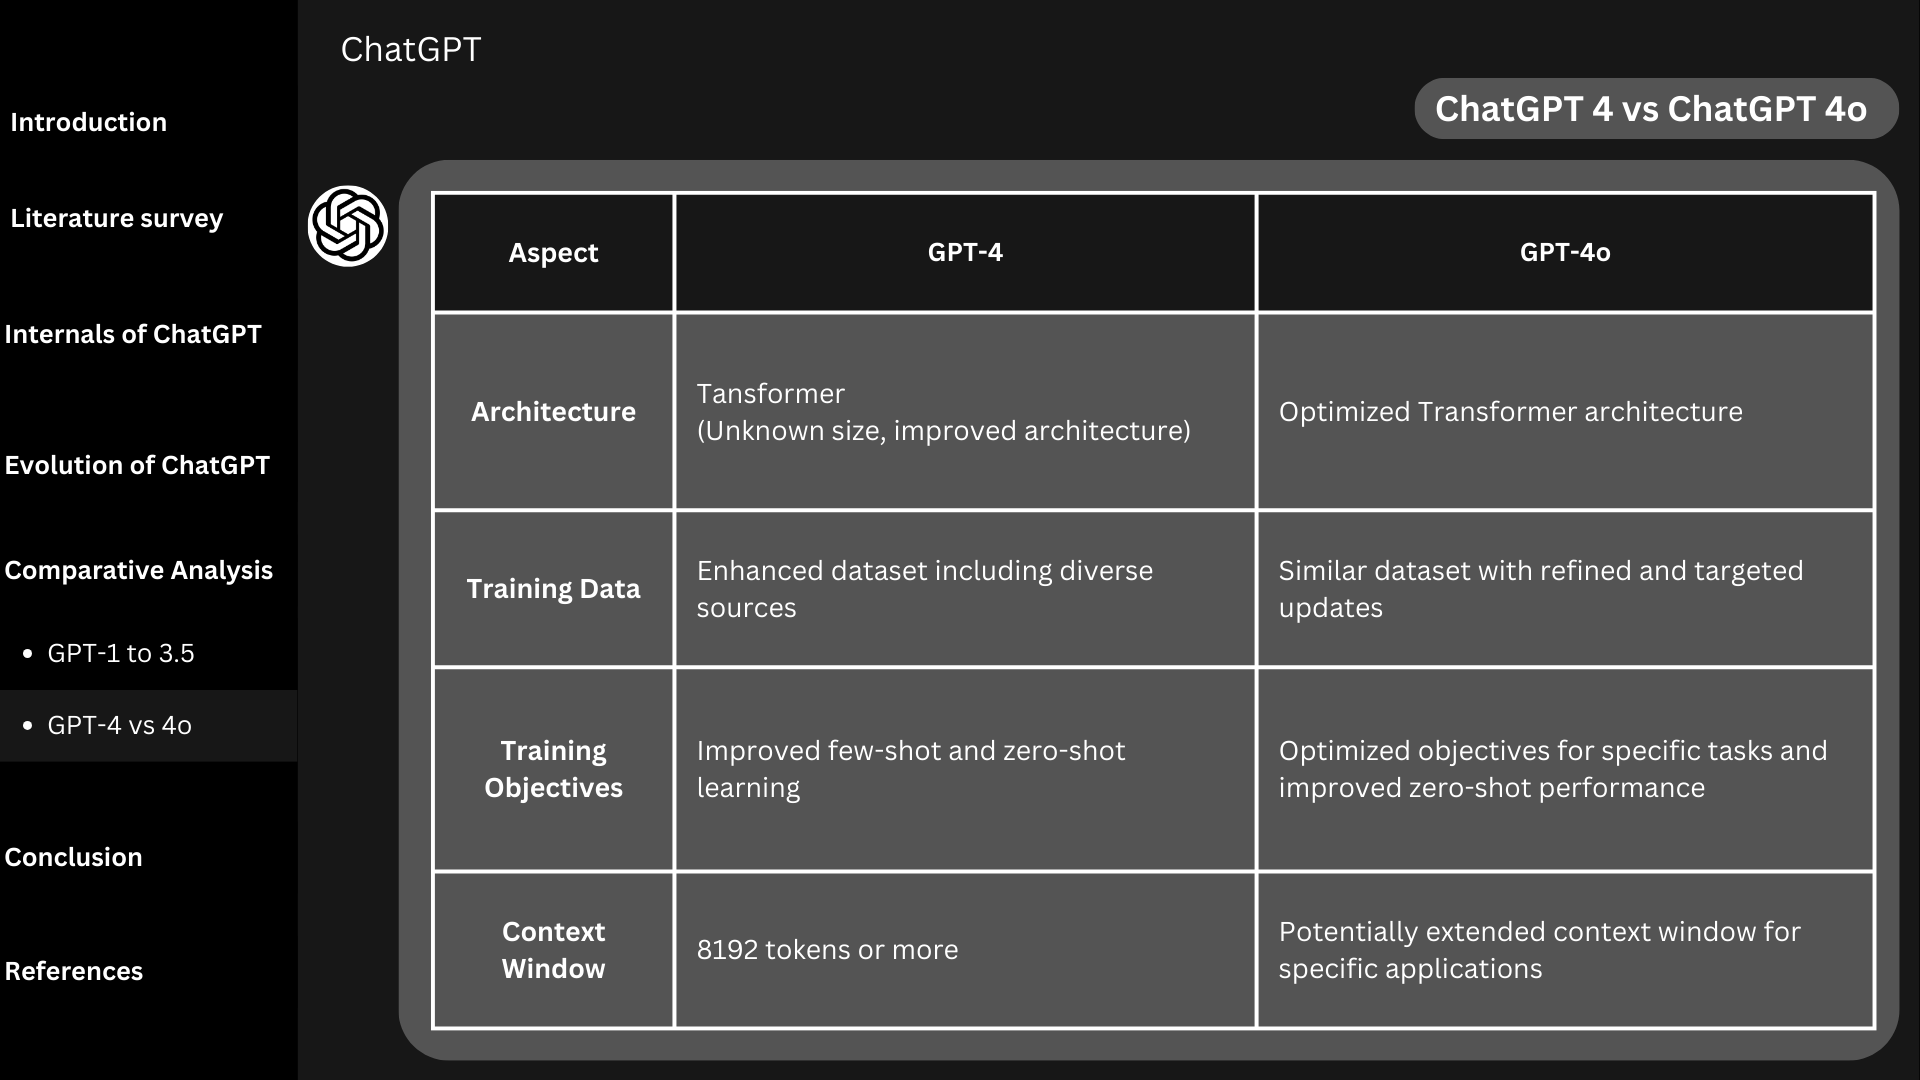 ChatGPT
ChatGPT 4 vs ChatGPT 4o
Introduction
Literature survey
Internals of ChatGPT
Evolution of ChatGPT
Comparative Analysis
• GPT-1 to 3.5
• GPT-4 vs 4o
Conclusion
References
Aspect
GPT-4
GPT-4o
Architecture
Tansformer
(Unknown size, improved architecture)
Optimized Transformer architecture
Training Data
Enhanced dataset including diverse
sources
Similar dataset with refined and targeted
updates
Training
Objectives
Improved few-shot and zero-shot
learning
Optimized objectives for specific tasks and
improved zero-shot performance
Context
Window
8192 tokens or more
Potentially extended context window for
specific applications